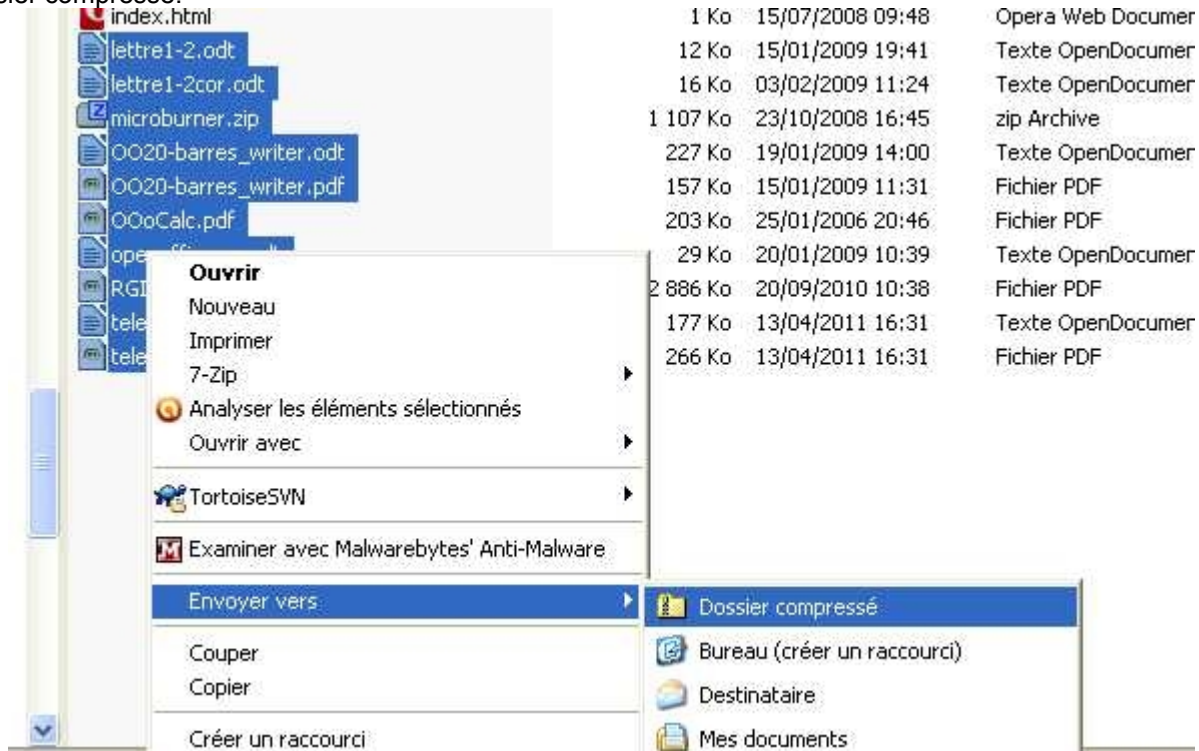 compressé.
index.html 1 Ko 15/07/2008 09:48 Opera Web Documen
lettre1-2.odt 12 Ko 15/01/2009 19:41 Texte OpenDocumen
lettre1-2cor.odt 16 Ko 03/02/2009 11:24 Texte OpenDocumen
microburner.zip 1 107 Ko 23/10/2008 16:45 zip Archive
OO20-barres_writer.odt 227 Ko 19/01/2009 14:00 Texte OpenDocumen
OO20-barres_writer.pdf 157 Ko 15/01/2009 11:31 Fichier PDF
OOoCalc.pdf 203 Ko 25/01/2006 20:46 Fichier PDF
ope 29 Ko 20/01/2009 10:39 Texte OpenDocumen
RGI 2 886 Ko 20/09/2010 10:38 Fichier PDF
tele 177 Ko 13/04/2011 16:31 Texte OpenDocumen
tele 266 Ko 13/04/2011 16:31 Fichier PDF
Ouvrir
Nouveau
Imprimer
7-Zip
Analyser les éléments sélectionnés
Ouvrir avec
TortoiseSVN
Examiner avec Malwarebytes' Anti-Malware
Envoyer vers
Couper
Copier
Créer un raccourci
Dossier compressé
Bureau (créer un raccourci)
Destinataire
Mes documents